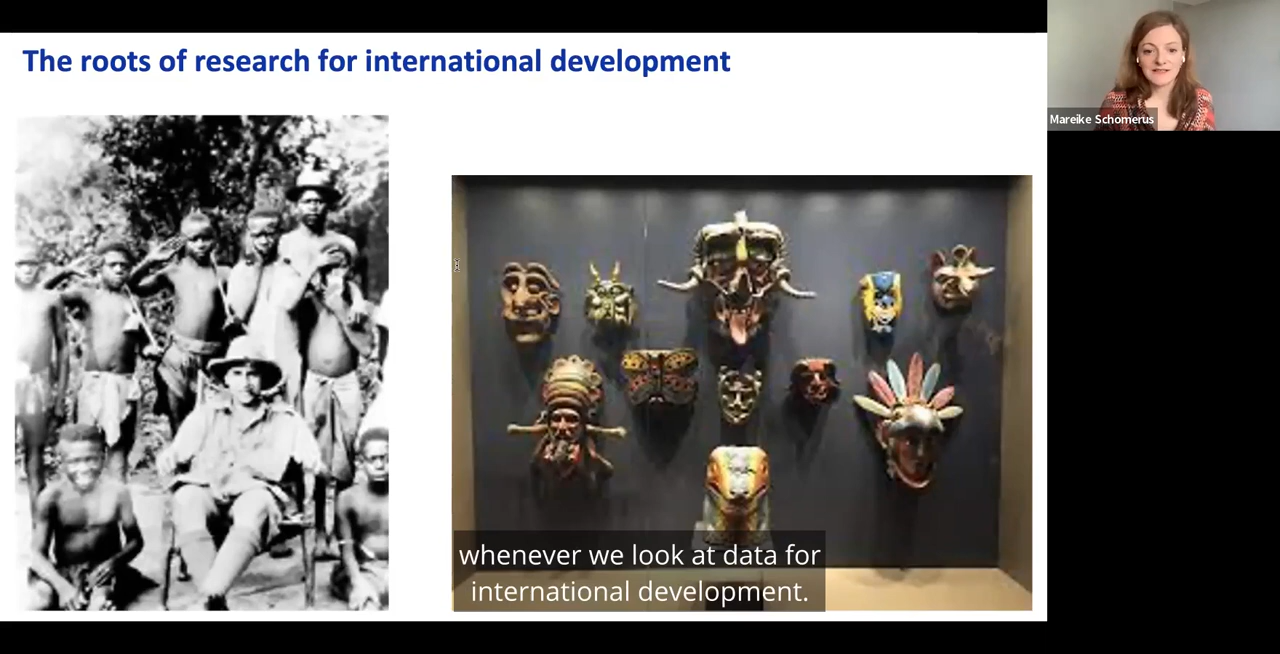 The roots of research for international development
Mareike Schomerus
whenever we look at data for
international development.